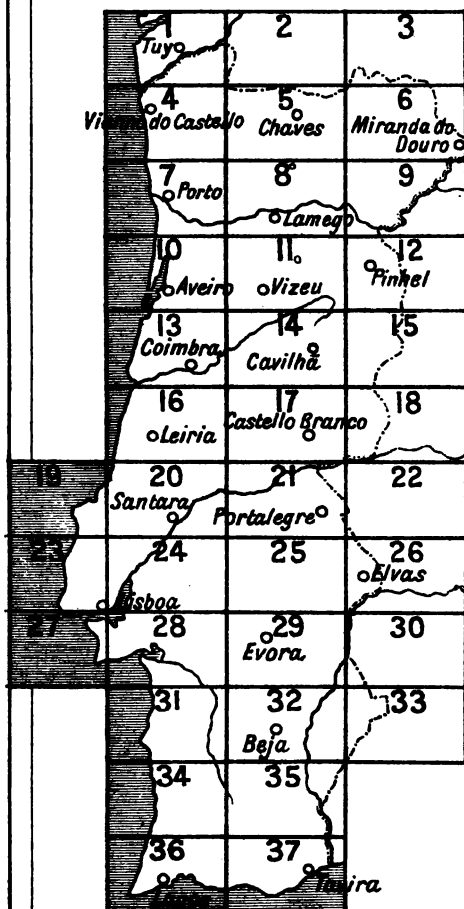 1 2 3
Tuy
4 5 6
Vianna do Castello Chaves Miranda do
Douro
7 8 9
Porto
Lamego
10 11 12
Aveiro Vizeu Pinhel
13 14 15
Coimbra Cavilhã
16 17 18
Leiria Castello Branco
19 20 21 22
Santara Portalegre
23 24 25 26
Elvas
Lisboa
27 28 29 30
Evora
31 32 33
Beja
34 35
36 37
Tavira